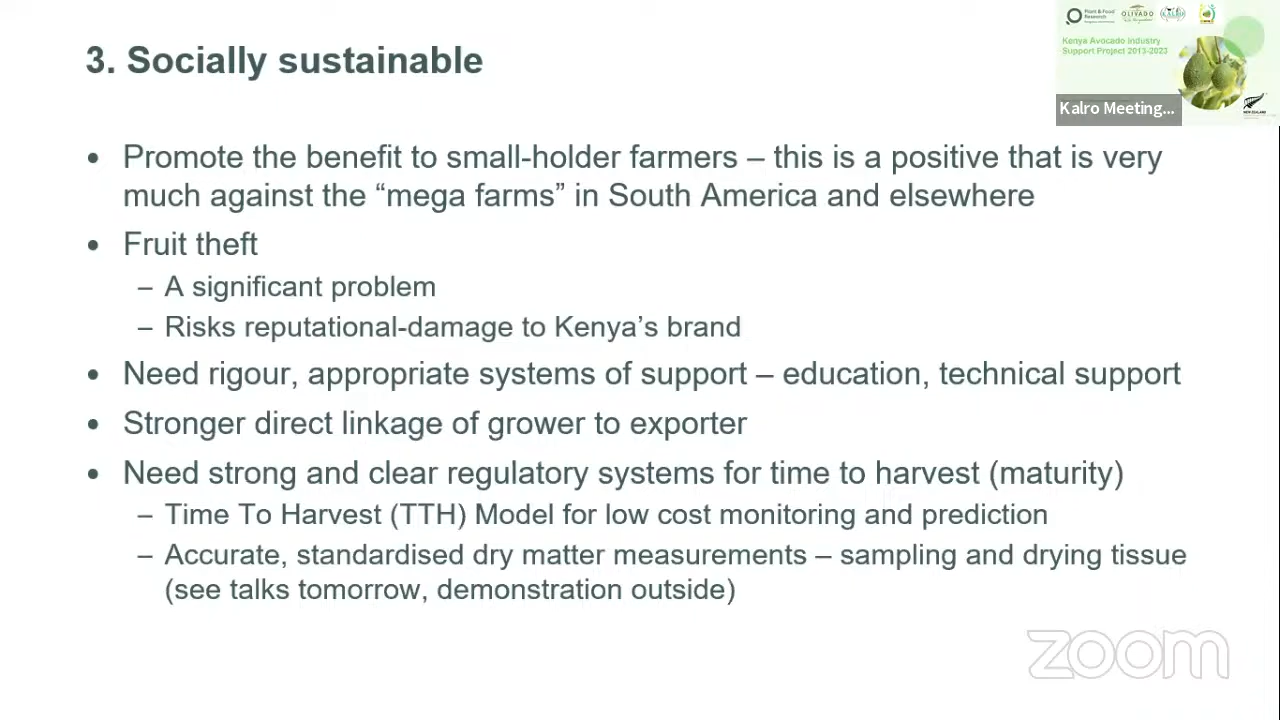 3. Socially sustainable
Plant & Food
Research
OLIVADO
KALRO
Kenya Avocado Industry
Support Project 2013-2023
Kalro Meeting...
• Promote the benefit to small-holder farmers – this is a positive that is very
much against the “mega farms” in South America and elsewhere
• Fruit theft
– A significant problem
– Risks reputational-damage to Kenya’s brand
• Need rigour, appropriate systems of support – education, technical support
• Stronger direct linkage of grower to exporter
• Need strong and clear regulatory systems for time to harvest (maturity)
– Time To Harvest (TTH) Model for low cost monitoring and prediction
– Accurate, standardised dry matter measurements – sampling and drying tissue
(see talks tomorrow, demonstration outside)
zoom